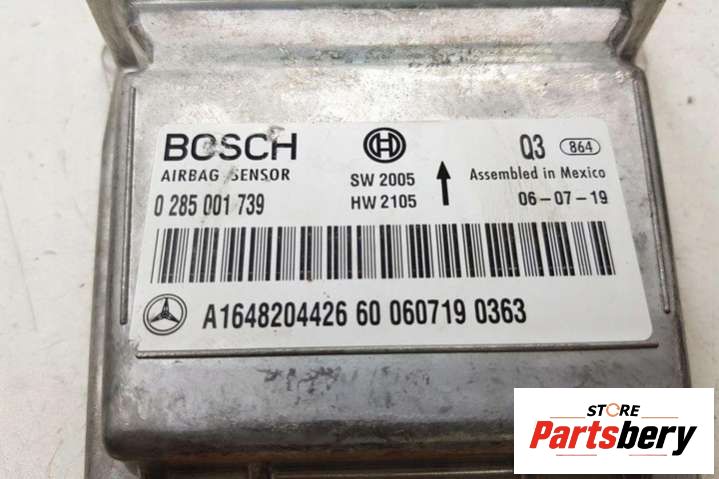 BOSCH
AIRBAG SENSOR
0 285 001 739
SW 2005
HW 2105
Q3 864
Assembled in Mexico
06-07-19
A1648204426 60 060719 0363
STORE
Partsbery